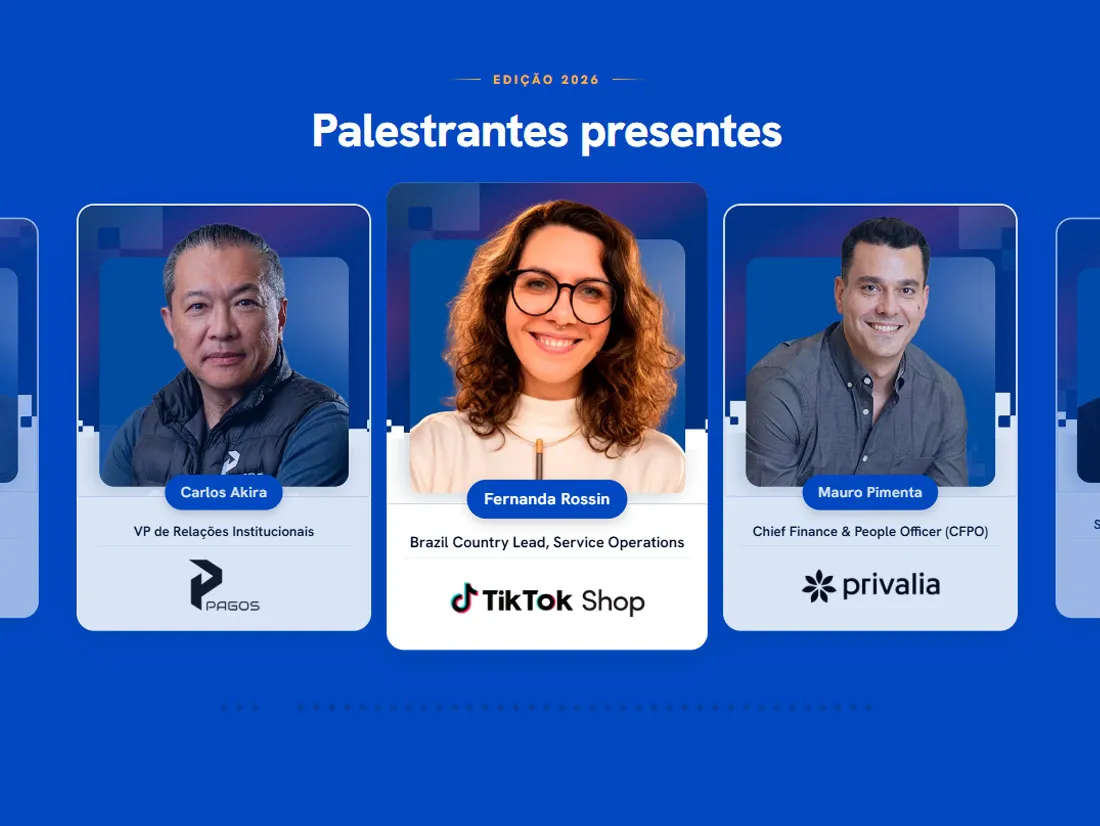 EDIÇÃO 2026
Palestrantes presentes
Carlos Akira
VP de Relações Institucionais
PAGOS
Fernanda Rossin
Brazil Country Lead, Service Operations
TikTok Shop
Mauro Pimenta
Chief Finance & People Officer (CFPO)
privalia